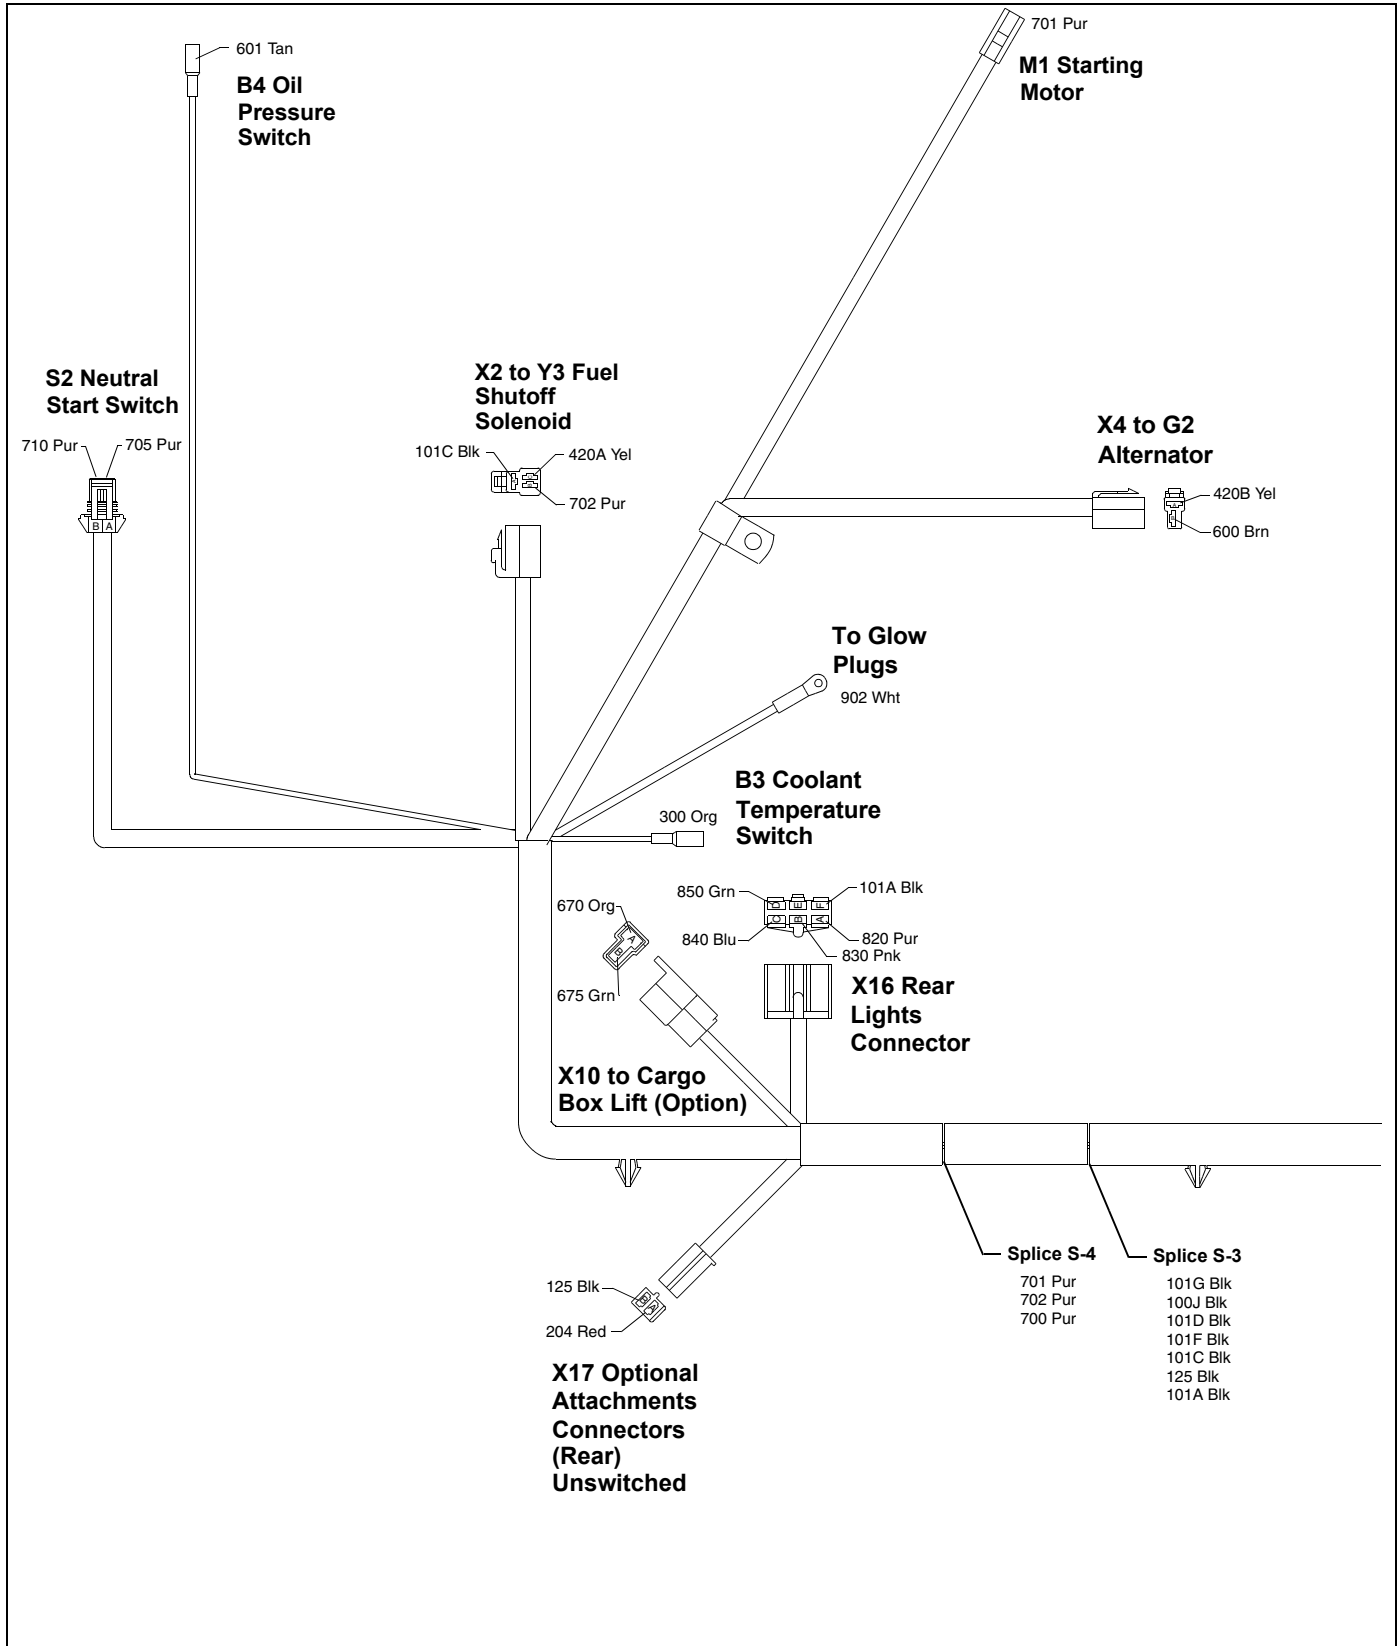 701 Pur
M1 Starting
Motor
601 Tan
B4 Oil
Pressure
Switch
S2 Neutral
Start Switch
710 Pur
705 Pur
B A
X2 to Y3 Fuel
Shutoff
Solenoid
101C Blk
420A Yel
702 Pur
X4 to G2
Alternator
420B Yel
600 Brn
To Glow
Plugs
902 Wht
B3 Coolant
Temperature
Switch
300 Org
850 Grn
D E F
101A Blk
840 Blu
C B A
820 Pur
830 Pnk
X16 Rear
Lights
Connector
670 Org
A
B
675 Grn
X10 to Cargo
Box Lift (Option)
Splice S-4
701 Pur
702 Pur
700 Pur
Splice S-3
101G Blk
100J Blk
101D Blk
101F Blk
101C Blk
125 Blk
101A Blk
125 Blk
B A
204 Red
X17 Optional
Attachments
Connectors
(Rear)
Unswitched